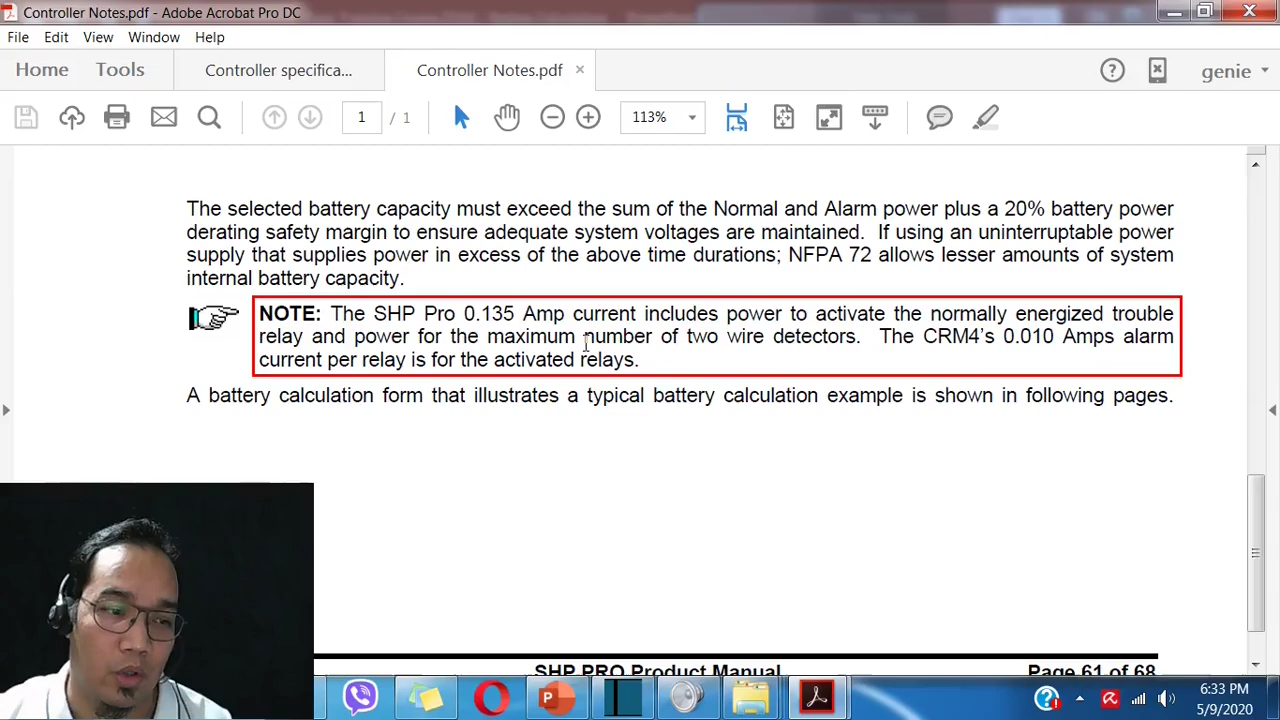 Controller Notes.pdf - Adobe Acrobat Pro DC
File Edit View Window Help
Home Tools Controller specifica... Controller Notes.pdf × genie
1 / 1 113%
The selected battery capacity must exceed the sum of the Normal and Alarm power plus a 20% battery power
derating safety margin to ensure adequate system voltages are maintained. If using an uninterruptable power
supply that supplies power in excess of the above time durations; NFPA 72 allows lesser amounts of system
internal battery capacity.
NOTE: The SHP Pro 0.135 Amp current includes power to activate the normally energized trouble
relay and power for the maximum number of two wire detectors. The CRM4's 0.010 Amps alarm
current per relay is for the activated relays.
A battery calculation form that illustrates a typical battery calculation example is shown in following pages.
SHP PRO Product Manual Page 61 of 68
6:33 PM
5/9/2020